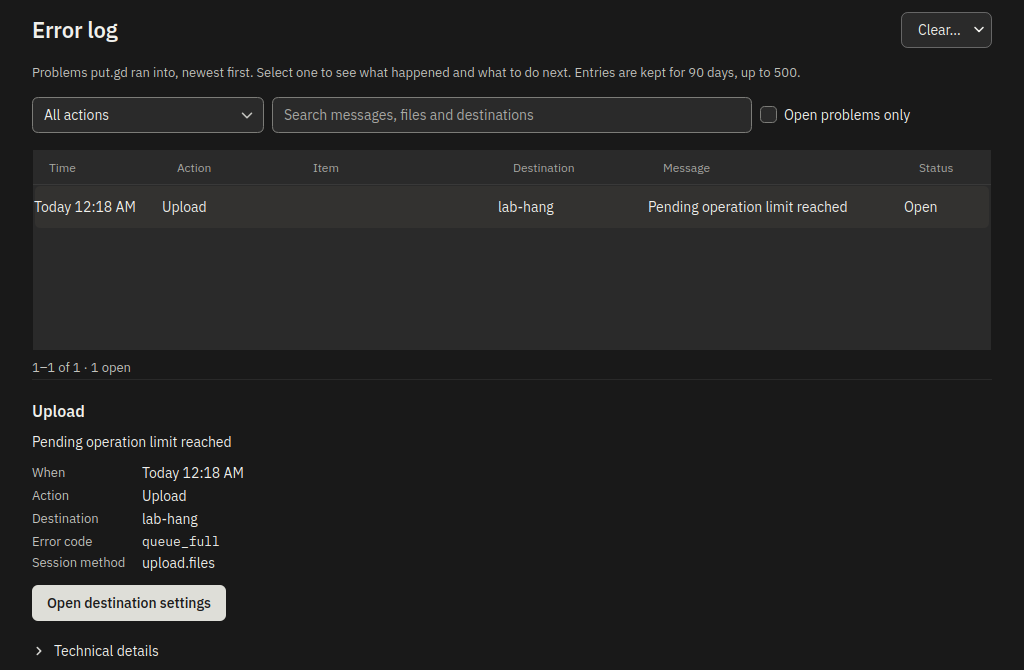 Error log
Clear...
Problems put.gd ran into, newest first. Select one to see what happened and what to do next. Entries are kept for 90 days, up to 500.
All actions
Search messages, files and destinations
Open problems only
Time Action Item Destination Message Status
Today 12:18 AM Upload lab-hang Pending operation limit reached Open
1–1 of 1 · 1 open
Upload
Pending operation limit reached
When Today 12:18 AM
Action Upload
Destination lab-hang
Error code queue_full
Session method upload.files
Open destination settings
Technical details